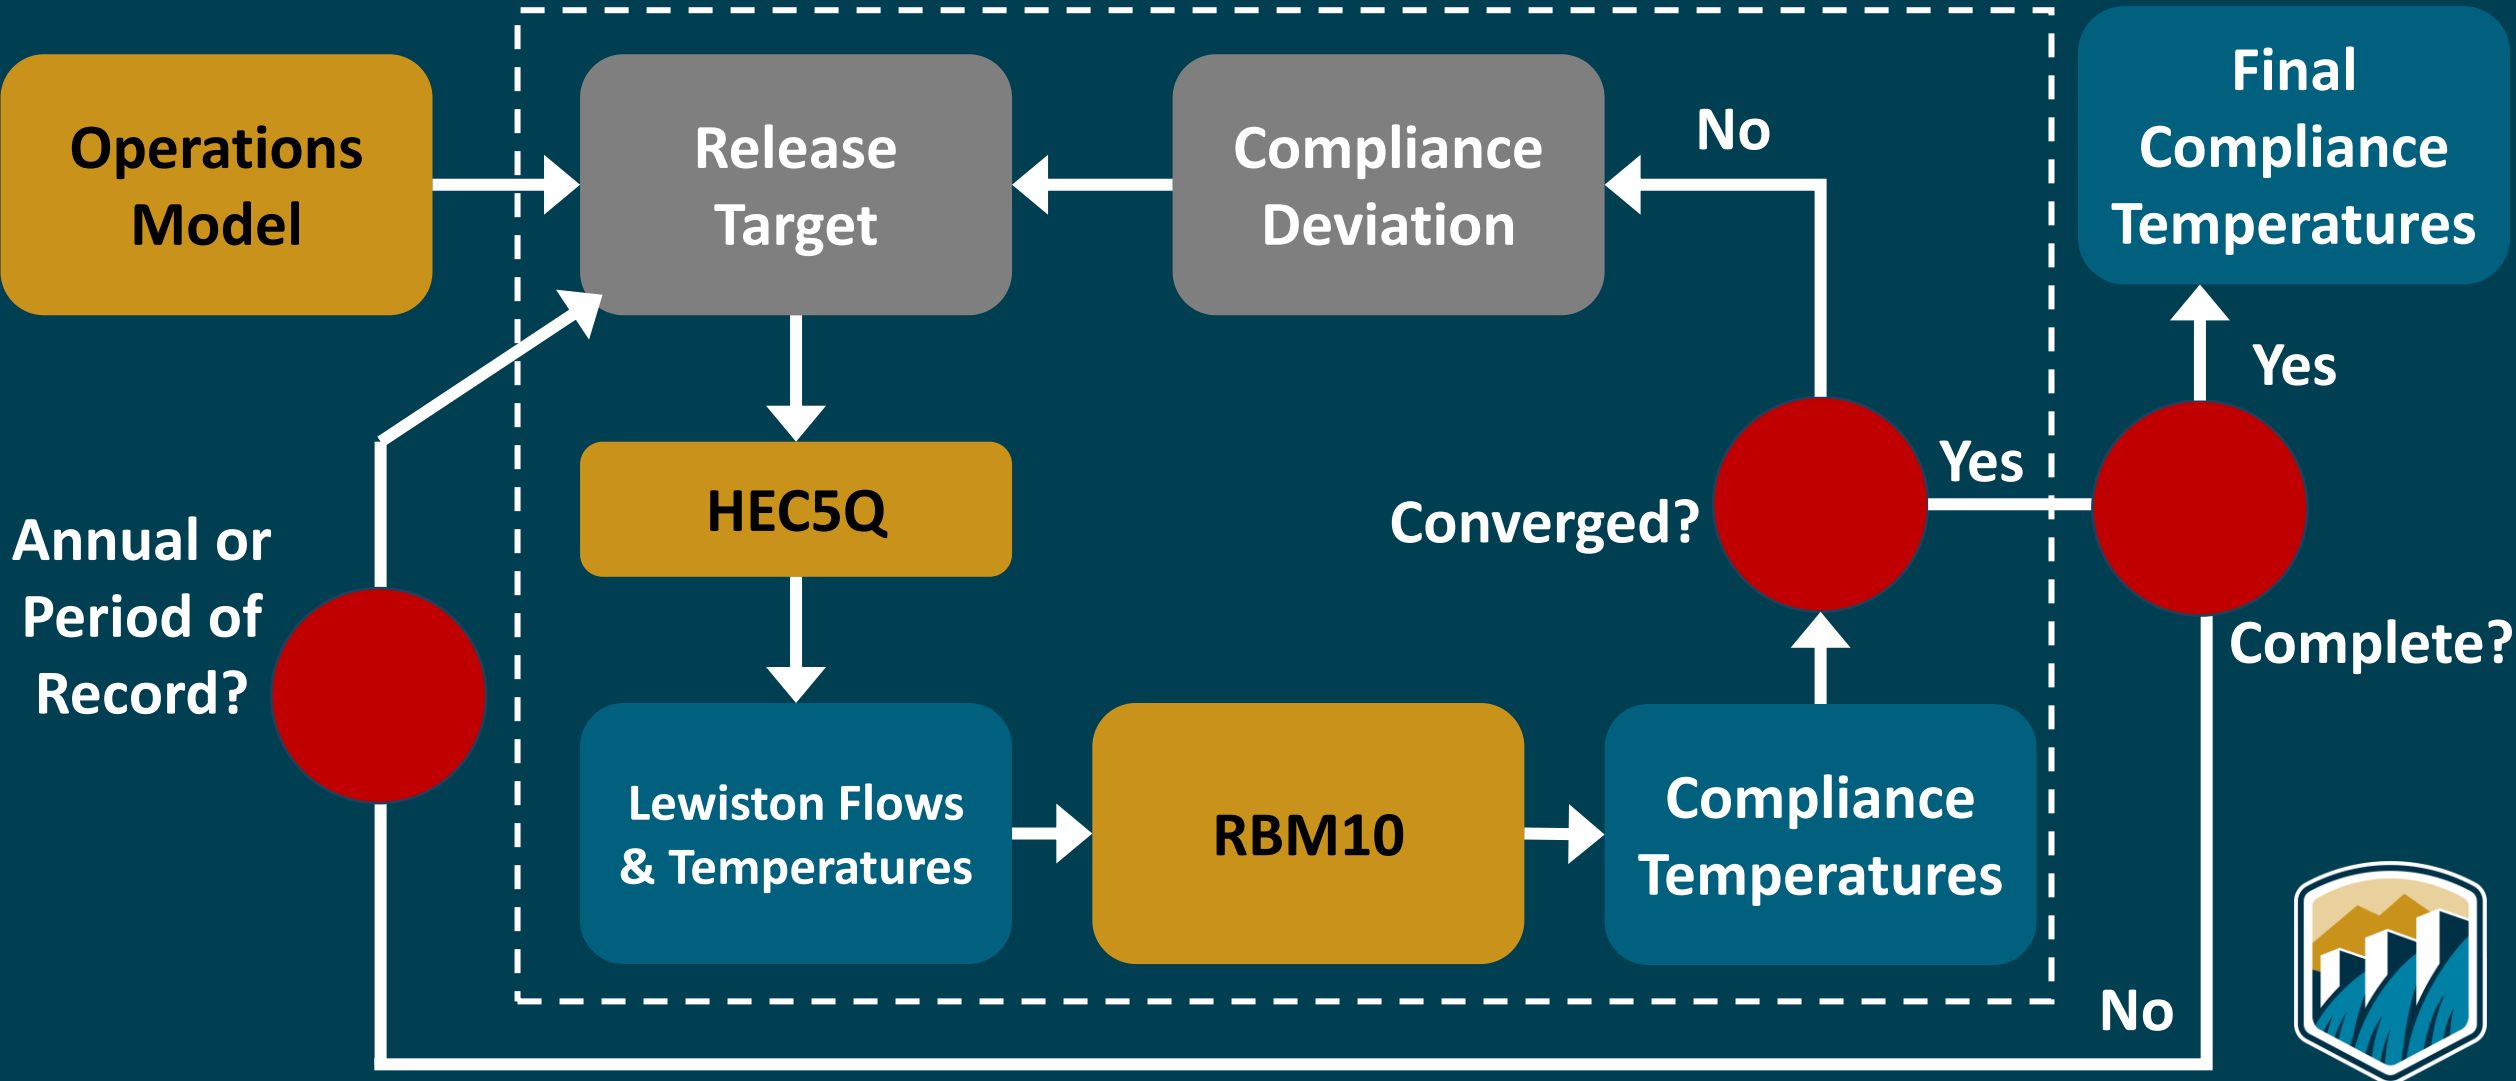 Operations
Model
Release
Target
Compliance
Deviation
No
Final
Compliance
Temperatures
Yes
HEC5Q
Converged?
Yes
Annual or
Period of
Record?
Complete?
Lewiston Flows
& Temperatures
RBM10
Compliance
Temperatures
No